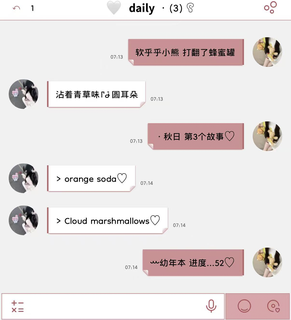 1 🤍 daily ·(3)
软乎乎小熊 打翻了蜂蜜罐
07:13
沾着青草味『♩圆耳朵
07:13
· 秋日 第3个故事♡
07:13
> orange soda♡
07:14
> Cloud marshmallows♡
07:14
幼年本 进度...52♡
07:14